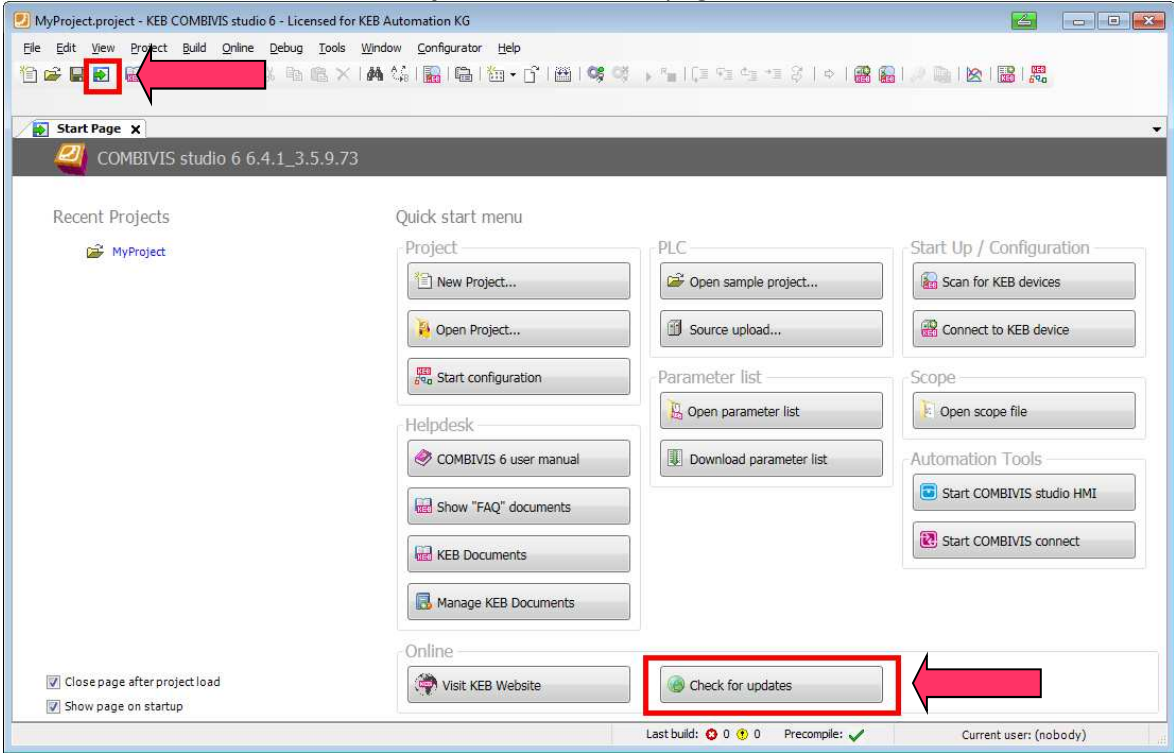 MyProject.project - KEB COMBIVIS studio 6 - Licensed for KEB Automation KG
File Edit View Project Build Online Debug Tools Window Configurator Help
Start Page X
COMBIVIS studio 6 6.4.1_3.5.9.73
Recent Projects
MyProject
Quick start menu
Project
New Project...
Open Project...
Start configuration
Helpdesk
COMBIVIS 6 user manual
Show "FAQ" documents
KEB Documents
Manage KEB Documents
PLC
Open sample project...
Source upload...
Parameter list
Open parameter list
Download parameter list
Start Up / Configuration
Scan for KEB devices
Connect to KEB device
Scope
Open scope file
Automation Tools
Start COMBIVIS studio HMI
Start COMBIVIS connect
Online
Visit KEB Website
Check for updates
Close page after project load
Show page on startup
Last build: 0 0 Precompile: Current user: (nobody)